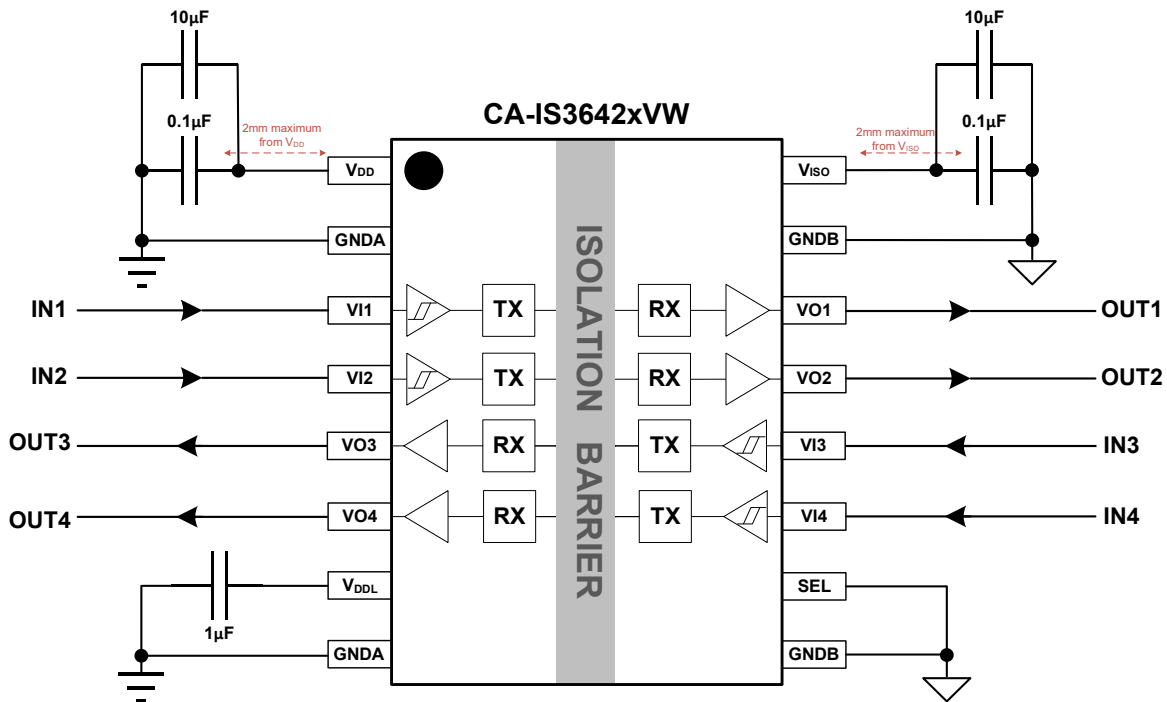 10μF
10μF
CA-IS3642xVW
0.1μF
2mm maximum
from VDD
2mm maximum
from VISO
0.1μF
VDD
VISO
GNDA
GNDB
ISOLATION BARRIER
IN1
VI1
TX
RX
VO1
OUT1
IN2
VI2
TX
RX
VO2
OUT2
OUT3
VO3
RX
TX
VI3
IN3
OUT4
VO4
RX
TX
VI4
IN4
VDDL
SEL
1μF
GNDA
GNDB